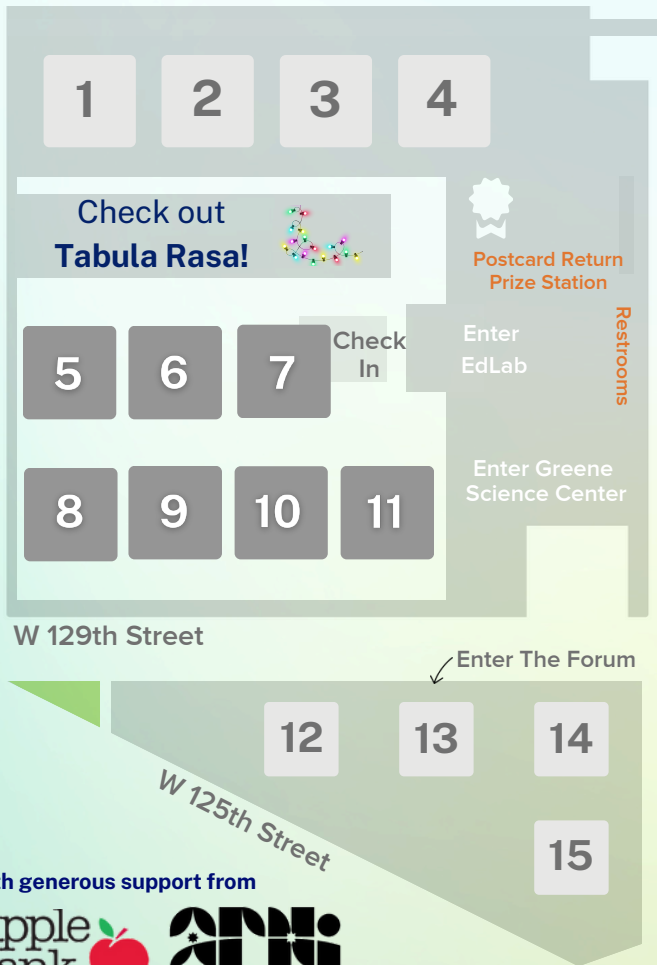 1 2 3 4
Check out
Tabula Rasa!
Postcard Return
Prize Station
Restrooms
Check
In
Enter
EdLab
5 6 7
Enter Greene
Science Center
8 9 10 11
W 129th Street
Enter The Forum
12 13 14
W 125th Street
15
generous support from